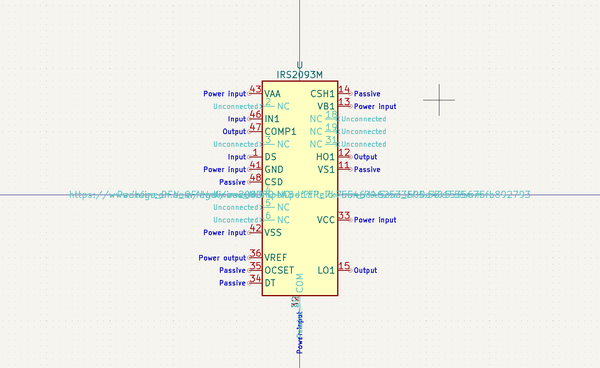 U
IRS2093M
Power input 43 VAA CSH1 14 Passive
Unconnected 2 NC VB1 13 Power input
Input 46 IN1 NC 18 Unconnected
Output 47 COMP1 NC 19 Unconnected
Unconnected 3 NC NC 31 Unconnected
Input 1 DS HO1 12 Output
Power input 41 GND VS1 11 Passive
Passive 48 CSD
Unconnected 5 NC
Unconnected 6 NC VCC 33 Power input
Power input 42 VSS
Power output 36 VREF
Passive 35 OCSET LO1 15 Output
Passive 34 DT
COM
Power input